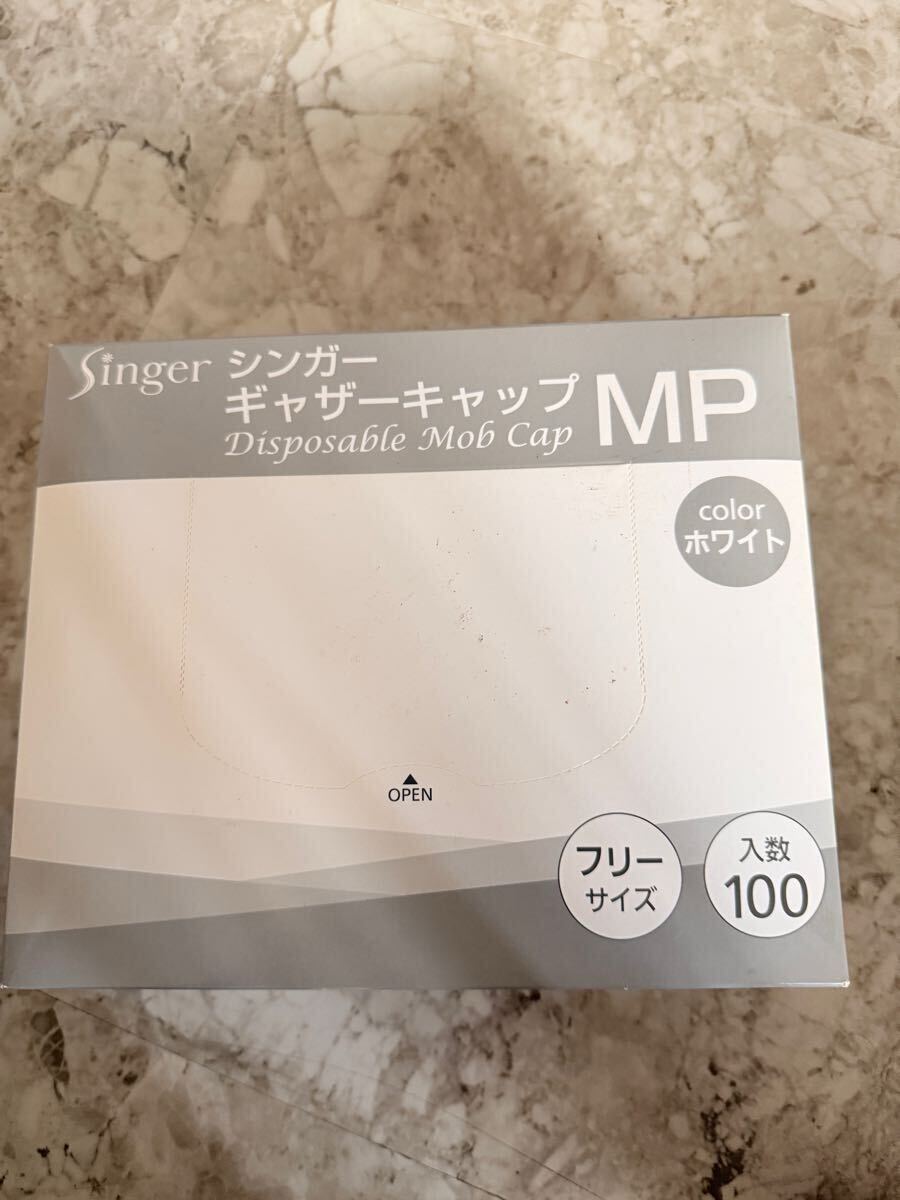 Singer シンガー
ギャザーキャップ MP
Disposable Mob Cap
color
ホワイト
OPEN
フリー
サイズ
入数
100